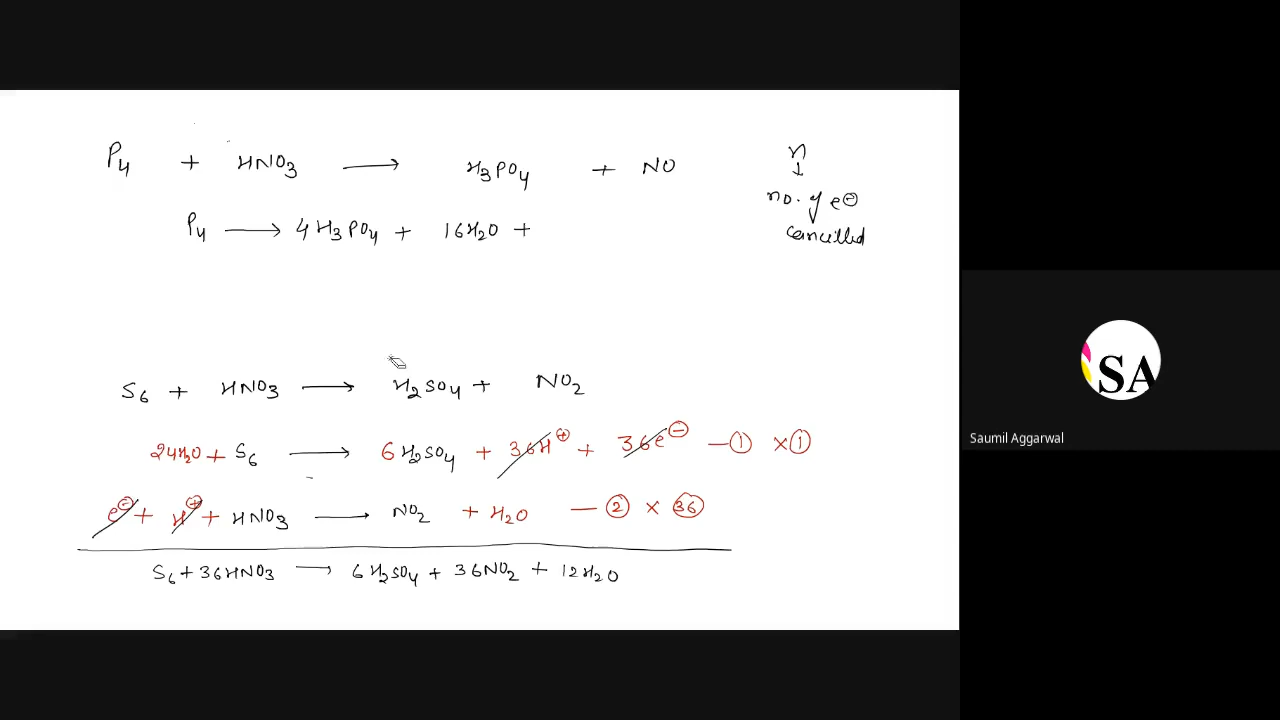 P₄ + HNO₃ ⟶ H₃PO₄ + NO
n
↓
no. of e⊖
cancelled
P₄ ⟶ 4H₃PO₄ + 16H₂O +
S₆ + HNO₃ ⟶ H₂SO₄ + NO₂
24H₂O + S₆ ⟶ 6H₂SO₄ + 36H⊕ + 36e⊖ — ① × ①
e⊖ + H⊕ + HNO₃ ⟶ NO₂ + H₂O — ② × ㊱
S₆ + 36HNO₃ ⟶ 6H₂SO₄ + 36NO₂ + 12H₂O
SA
Saumil Aggarwal